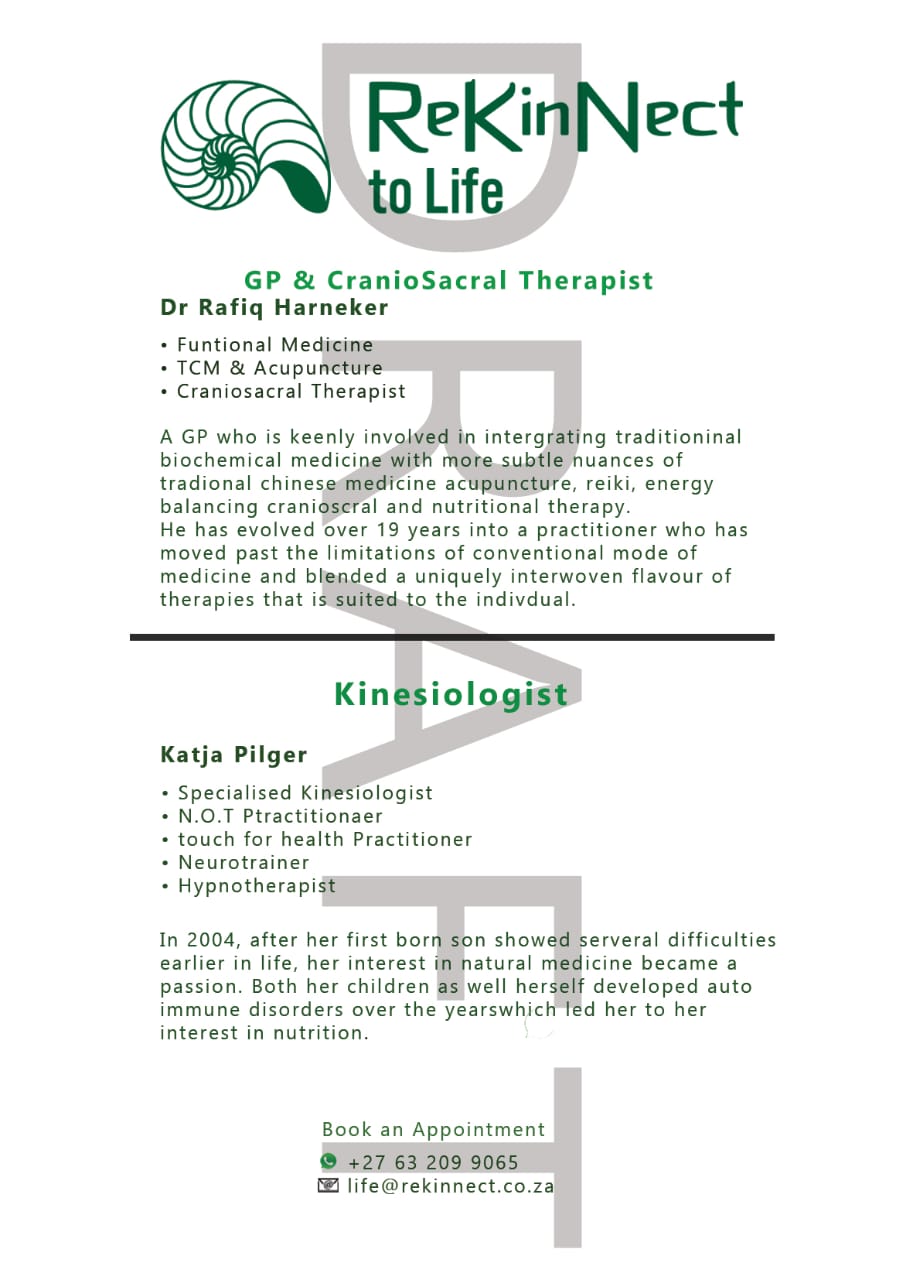 ReKinNect
to Life
GP & CranioSacral Therapist
Dr Rafiq Harneker
• Funtional Medicine
• TCM & Acupuncture
• Craniosacral Therapist
A GP who is keenly involved in intergrating traditioninal
biochemical medicine with more subtle nuances of
tradional chinese medicine acupuncture, reiki, energy
balancing cranioscral and nutritional therapy.
He has evolved over 19 years into a practitioner who has
moved past the limitations of conventional mode of
medicine and blended a uniquely interwoven flavour of
therapies that is suited to the indivdual.
Kinesiologist
Katja Pilger
• Specialised Kinesiologist
• N.O.T Ptractitionaer
• touch for health Practitioner
• Neurotrainer
• Hypnotherapist
In 2004, after her first born son showed serveral difficulties
earlier in life, her interest in natural medicine became a
passion. Both her children as well herself developed auto
immune disorders over the yearswhich led her to her
interest in nutrition.
Book an Appointment
+27 63 209 9065
life@rekinnect.co.za
DRAFT